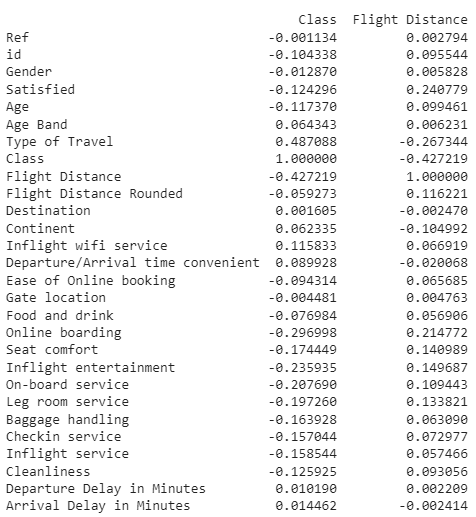 Class Flight Distance
Ref -0.001134 0.002794
id -0.104338 0.095544
Gender -0.012870 0.005828
Satisfied -0.124296 0.240779
Age -0.117370 0.099461
Age Band 0.064343 0.006231
Type of Travel 0.487088 -0.267344
Class 1.000000 -0.427219
Flight Distance -0.427219 1.000000
Flight Distance Rounded -0.059273 0.116221
Destination 0.001605 -0.002470
Continent 0.062335 -0.104992
Inflight wifi service 0.115833 0.066919
Departure/Arrival time convenient 0.089928 -0.020068
Ease of Online booking -0.094314 0.065685
Gate location -0.004481 0.004763
Food and drink -0.076984 0.056906
Online boarding -0.296998 0.214772
Seat comfort -0.174449 0.140989
Inflight entertainment -0.235935 0.149687
On-board service -0.207690 0.109443
Leg room service -0.197260 0.133821
Baggage handling -0.163928 0.063090
Checkin service -0.157044 0.072977
Inflight service -0.158544 0.057466
Cleanliness -0.125925 0.093056
Departure Delay in Minutes 0.010190 0.002209
Arrival Delay in Minutes 0.014462 -0.002414